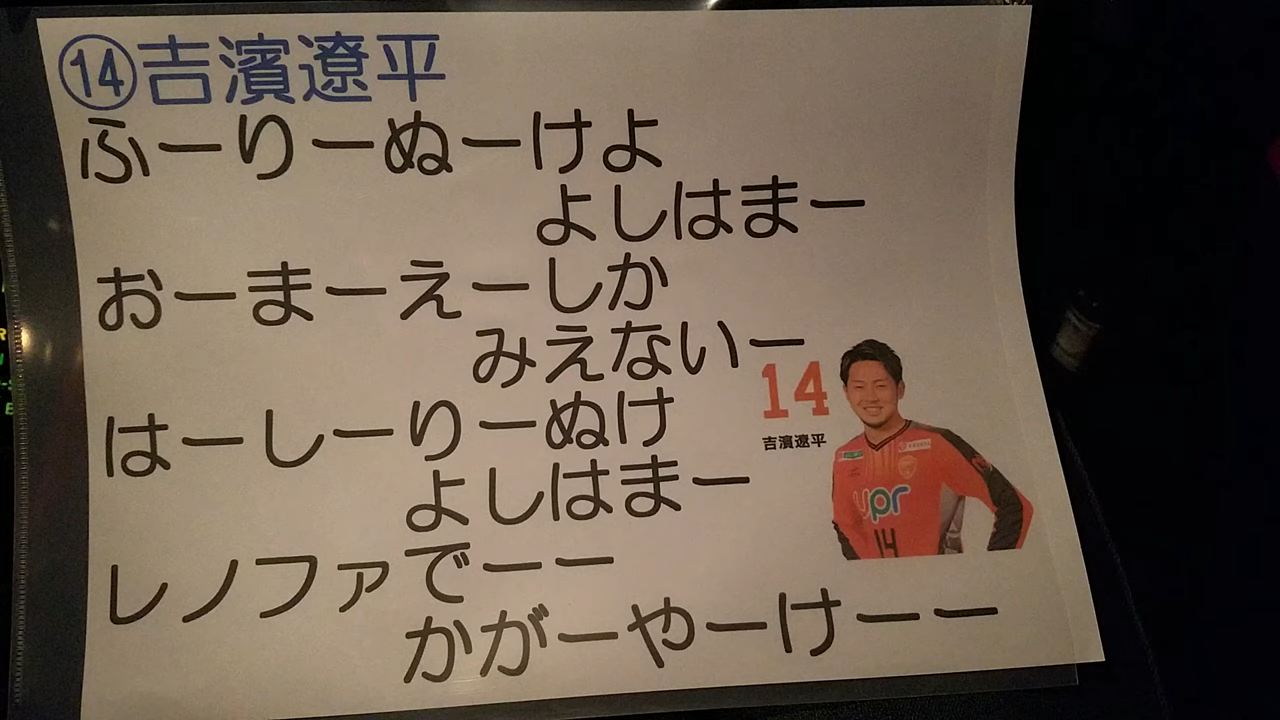 ⑭吉濱遼平
ふーりーぬーけよ
よしはまー
おーまーえーしか
みえないー
はーしーりーぬけ
よしはまー
レノファでーー
かがーやーけーー
14
吉濱遼平
upr
14